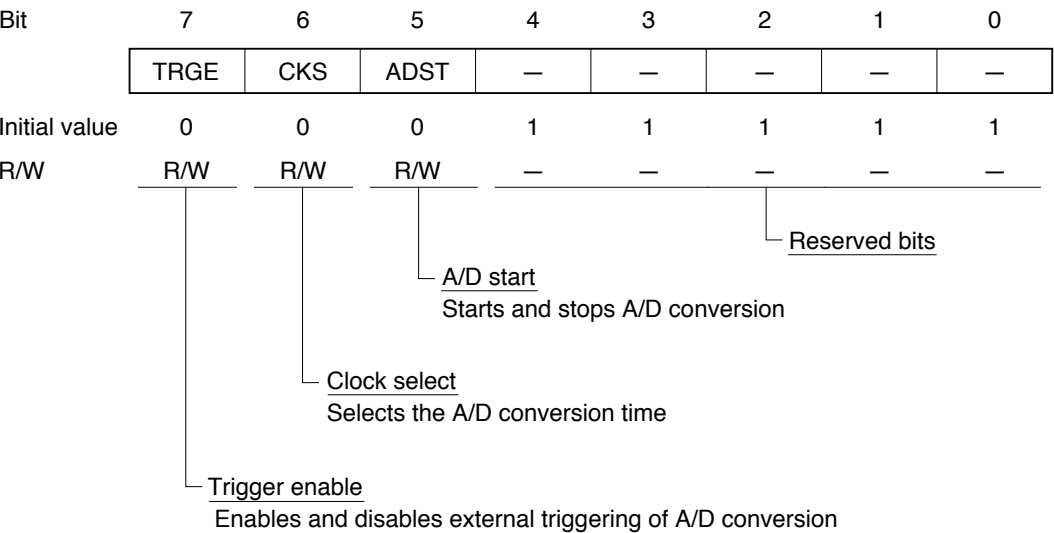 Bit 7 6 5 4 3 2 1 0
TRGE CKS ADST — — — — —
Initial value 0 0 0 1 1 1 1 1
R/W R/W R/W R/W — — — — —
Reserved bits
A/D start
Starts and stops A/D conversion
Clock select
Selects the A/D conversion time
Trigger enable
Enables and disables external triggering of A/D conversion